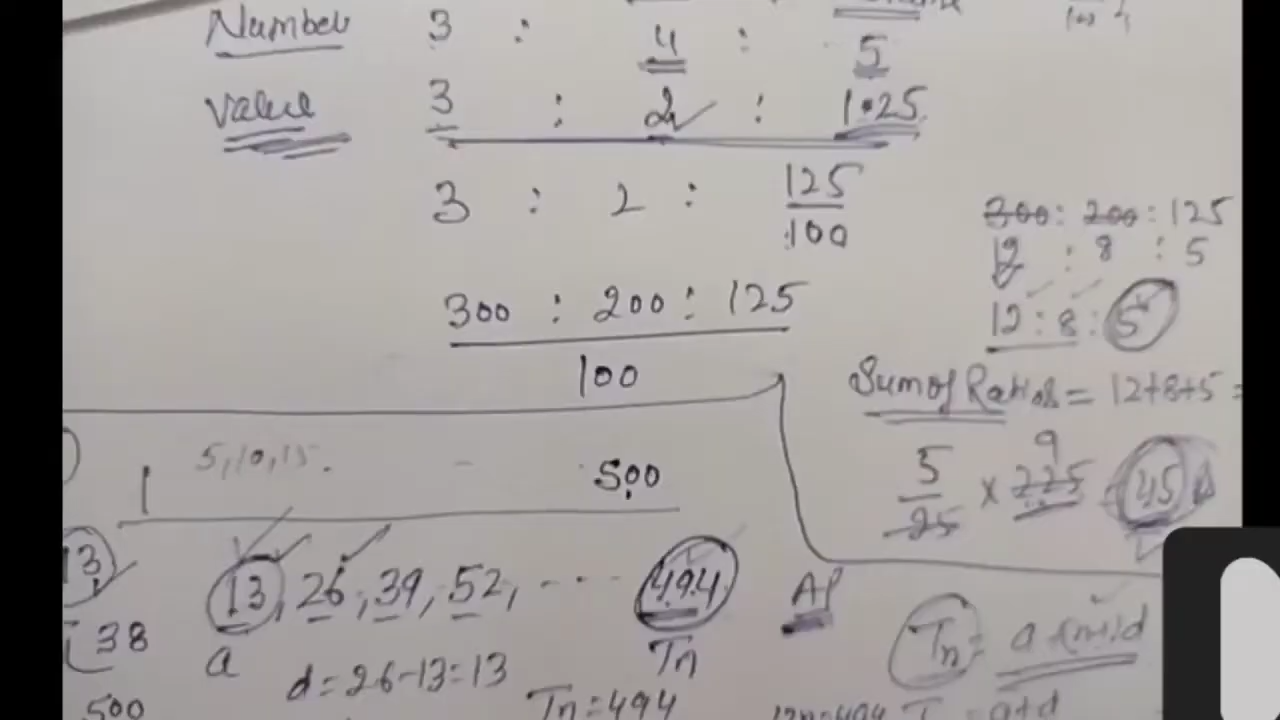 Number 3 : 4 : 5
Value 3 : 2 : 1.25
3 : 2 : 125
100
300 : 200 : 125
100
300 : 200 : 125
12 : 8 : 5
12 : 8 : 5
Sum of Ratios = 12+8+5 =
5 9
25 × 225 45
1 5,10,15. - 500
13
13, 26, 39, 52, ... 494 AP
a d = 26-13=13 Tn
38
500
Tn=494
Tn = a+(n-1)d
13n=494
a+d